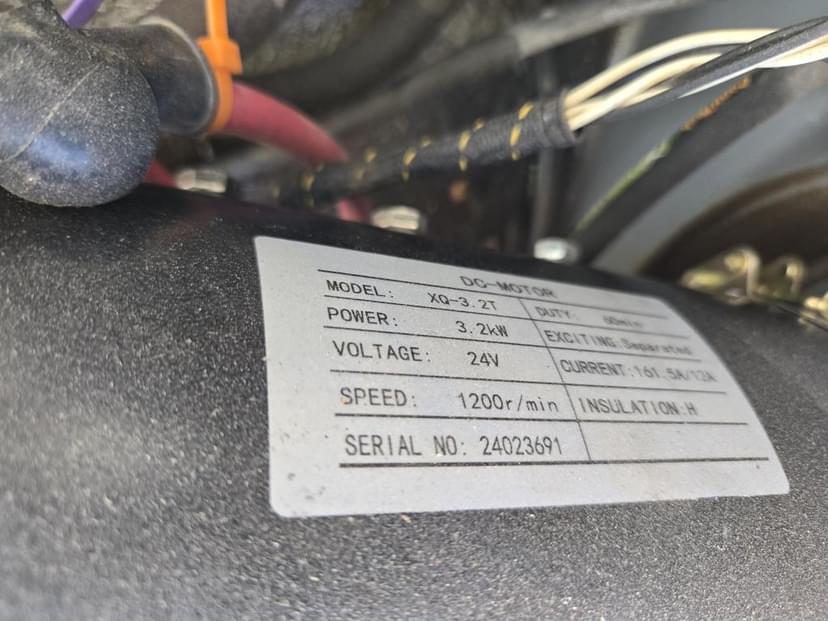 DC-MOTOR
MODEL: XQ-3.2T DUTY: 60min
POWER: 3.2kW EXCITING:Separated
VOLTAGE: 24V CURRENT:161.5A/12A
SPEED: 1200r/min INSULATION:H
SERIAL NO: 24023691